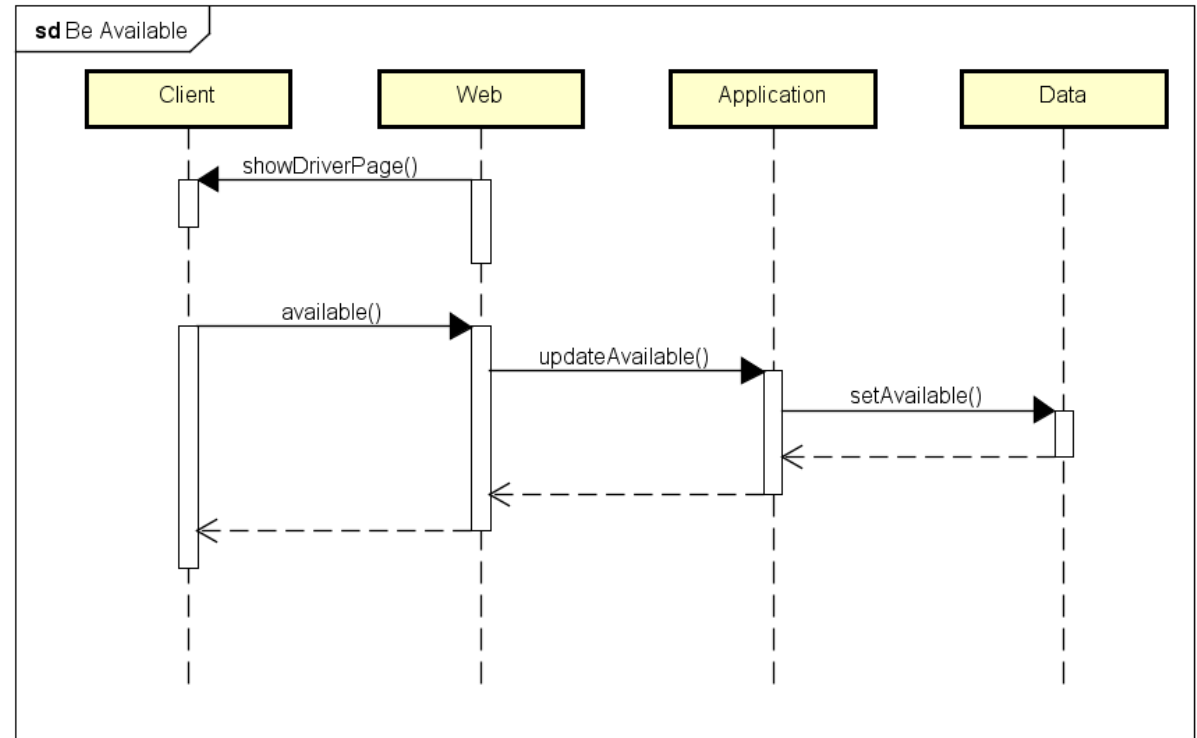 sd Be Available
Client
Web
Application
Data
showDriverPage()
available()
updateAvailable()
setAvailable()